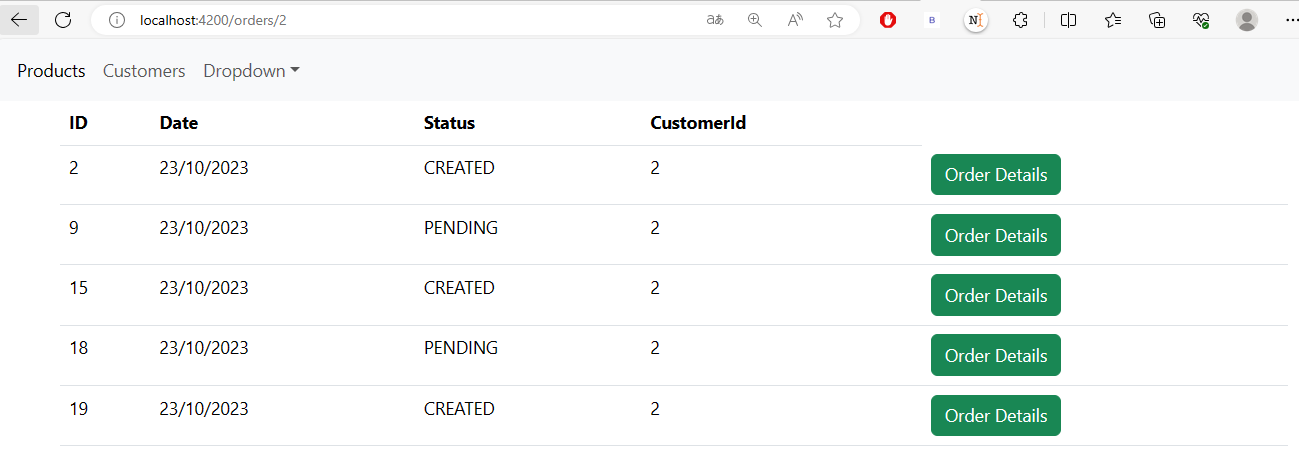 localhost:4200/orders/2
Products Customers Dropdown
ID Date Status CustomerId
2 23/10/2023 CREATED 2 Order Details
9 23/10/2023 PENDING 2 Order Details
15 23/10/2023 CREATED 2 Order Details
18 23/10/2023 PENDING 2 Order Details
19 23/10/2023 CREATED 2 Order Details